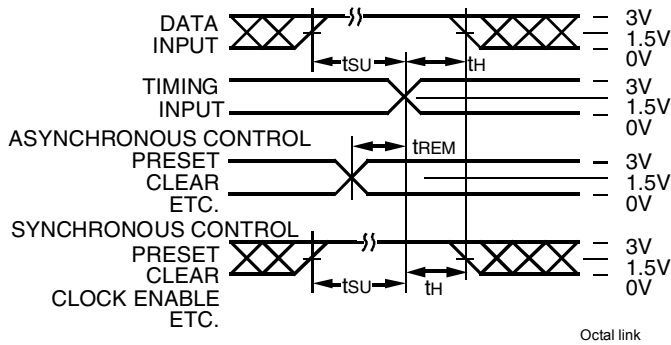 DATA
INPUT
3V
1.5V
0V
tSU
tH
TIMING
INPUT
3V
1.5V
0V
ASYNCHRONOUS CONTROL
tREM
PRESET
CLEAR
ETC.
3V
1.5V
0V
SYNCHRONOUS CONTROL
PRESET
CLEAR
CLOCK ENABLE
ETC.
3V
1.5V
0V
tSU
tH
Octal link